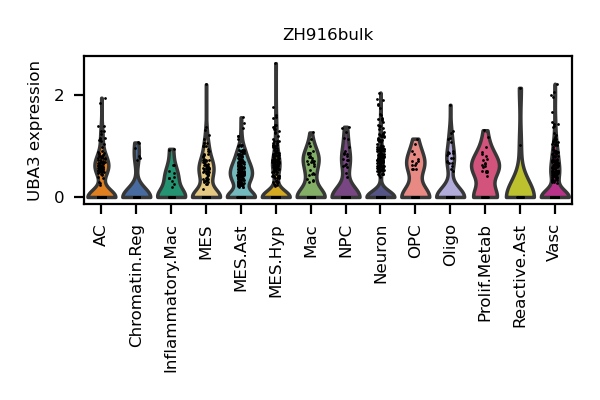 ZH916bulk
UBA3 expression
2
0
AC
Chromatin.Reg
Inflammatory.Mac
MES
MES.Ast
MES.Hyp
Mac
NPC
Neuron
OPC
Oligo
Prolif.Metab
Reactive.Ast
Vasc